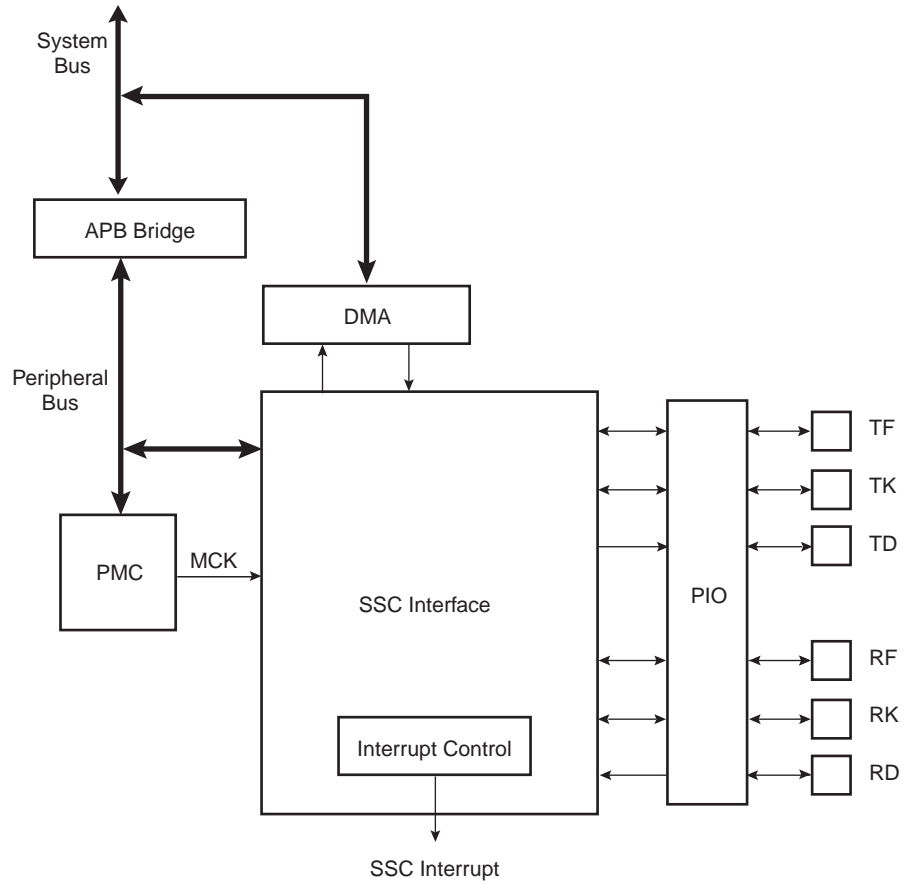 System
Bus
APB Bridge
DMA
Peripheral
Bus
TF
TK
TD
PMC
MCK
SSC Interface
PIO
RF
RK
RD
Interrupt Control
SSC Interrupt